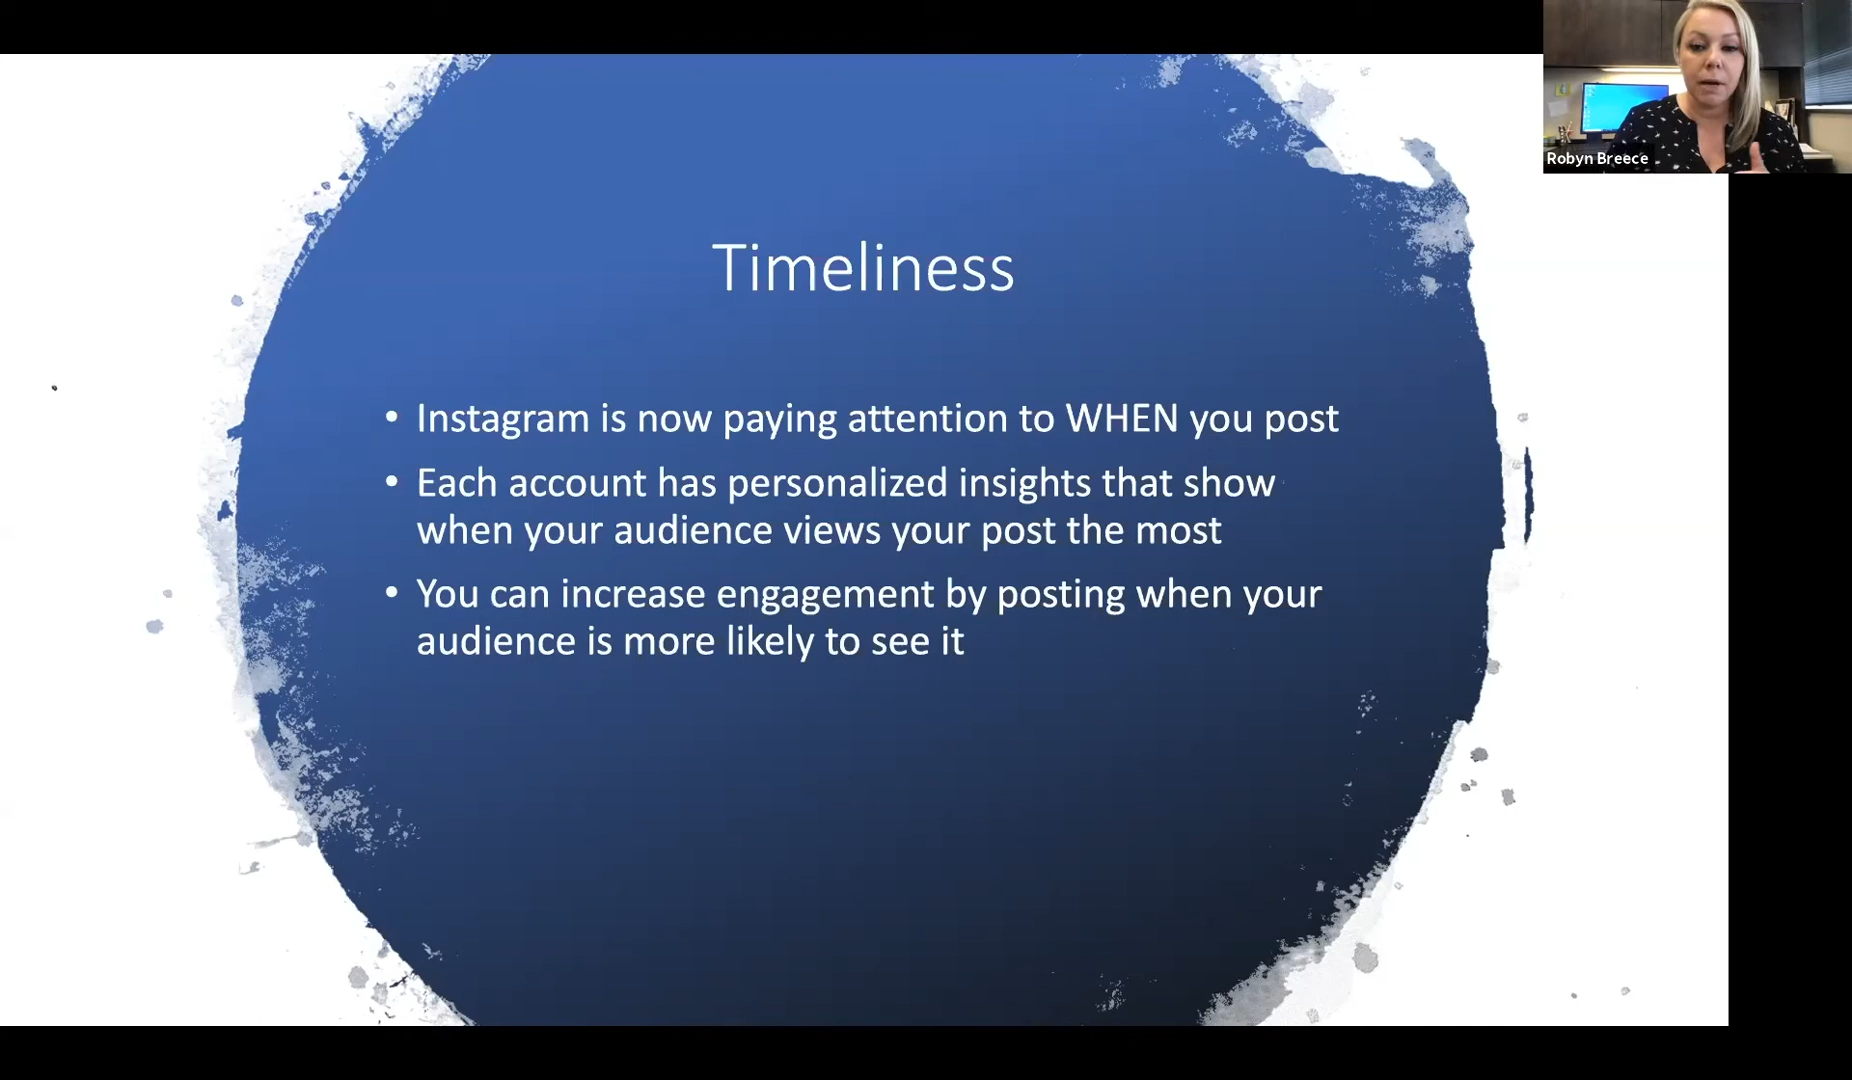 Robyn Breece
Timeliness
• Instagram is now paying attention to WHEN you post
• Each account has personalized insights that show
when your audience views your post the most
• You can increase engagement by posting when your
audience is more likely to see it